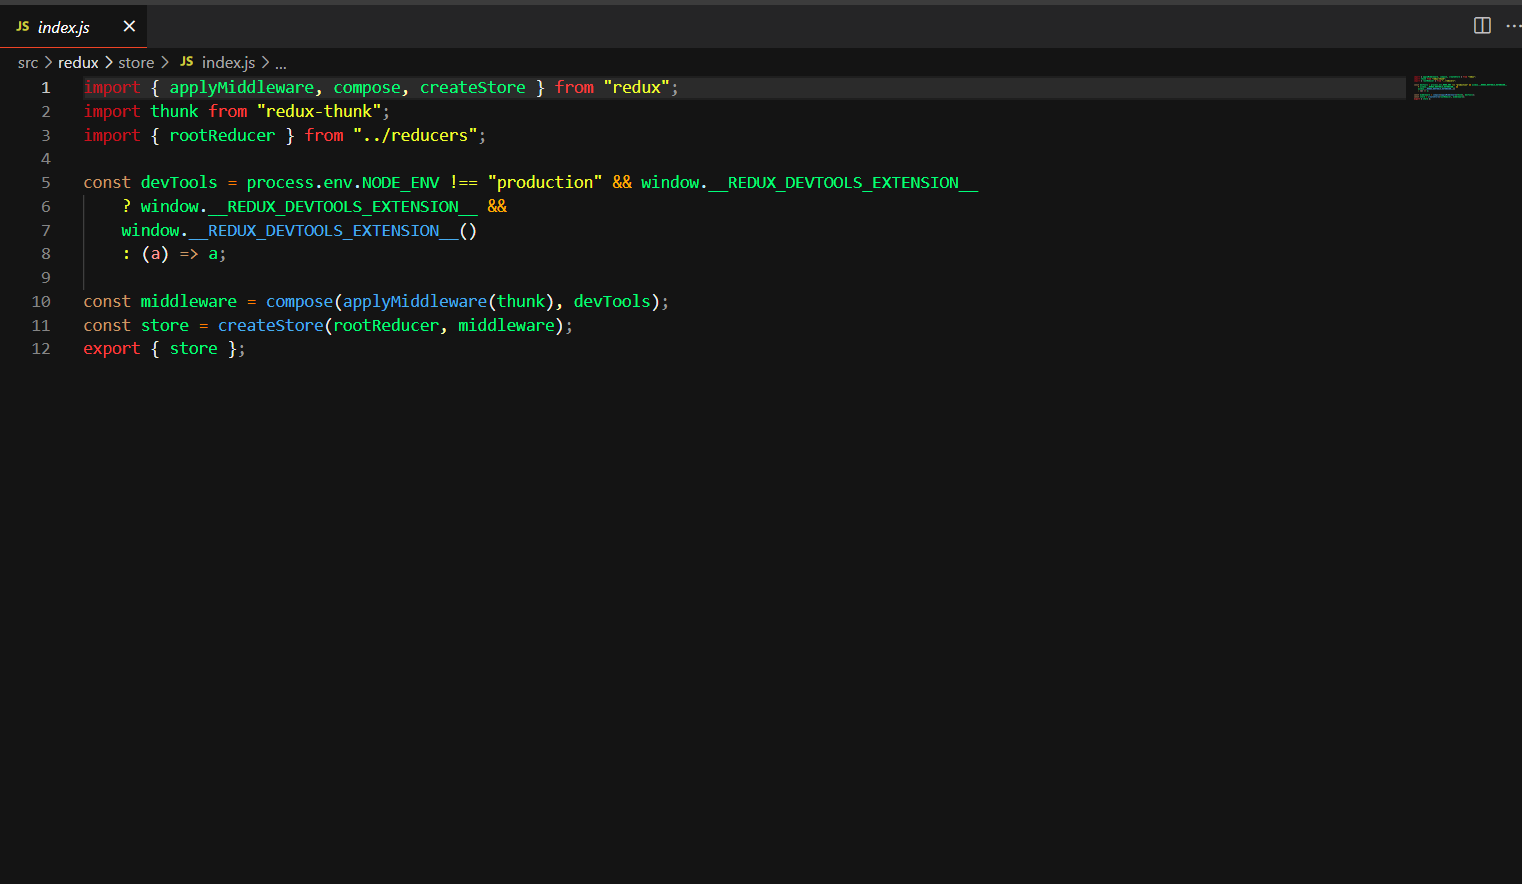 JS index.js ×
src > redux > store > JS index.js > ...
1 import { applyMiddleware, compose, createStore } from "redux";
2 import thunk from "redux-thunk";
3 import { rootReducer } from "../reducers";
4
5 const devTools = process.env.NODE_ENV !== "production" && window.__REDUX_DEVTOOLS_EXTENSION__
6 ? window.__REDUX_DEVTOOLS_EXTENSION__ &&
7 window.__REDUX_DEVTOOLS_EXTENSION__()
8 : (a) => a;
9
10 const middleware = compose(applyMiddleware(thunk), devTools);
11 const store = createStore(rootReducer, middleware);
12 export { store };